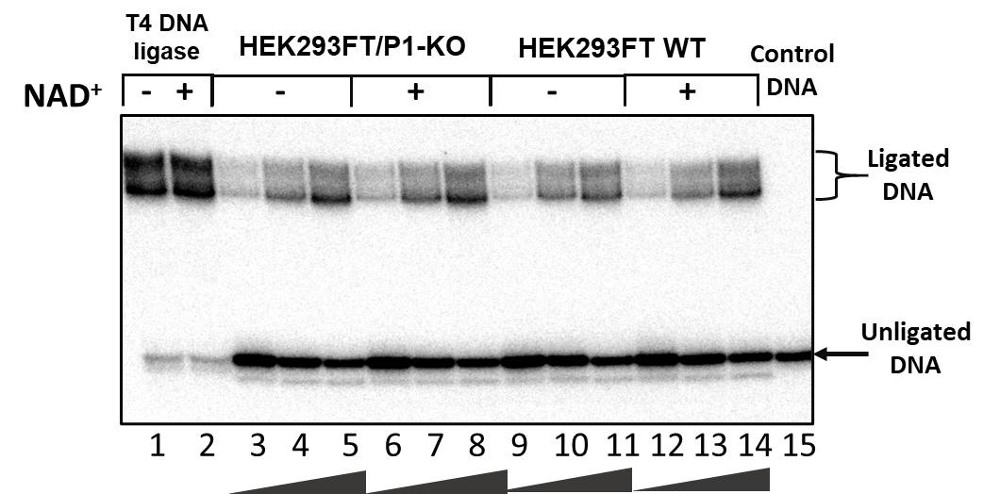 T4 DNA
ligase
HEK293FT/P1-KO
HEK293FT WT
Control
DNA
NAD⁺
- + - + - +
Ligated
DNA
Unligated
DNA
1 2 3 4 5 6 7 8 9 10 11 12 13 14 15